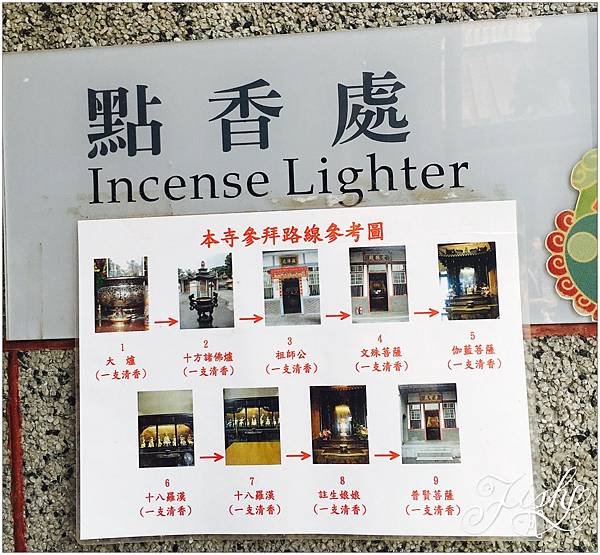 點香處
Incense Lighter
本寺參拜路線參考圖
1 2 3 4 5
大爐 十方諸佛爐 祖師公 文殊菩薩 伽藍菩薩
(一支清香) (一支清香) (一支清香) (一支清香) (一支清香)
6 7 8 9
十八羅漢 十八羅漢 註生娘娘 普賢菩薩
(一支清香) (一支清香) (一支清香) (一支清香)